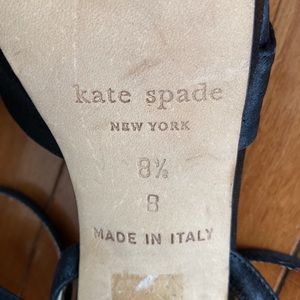 kate spade
NEW YORK
8½
B
MADE IN ITALY